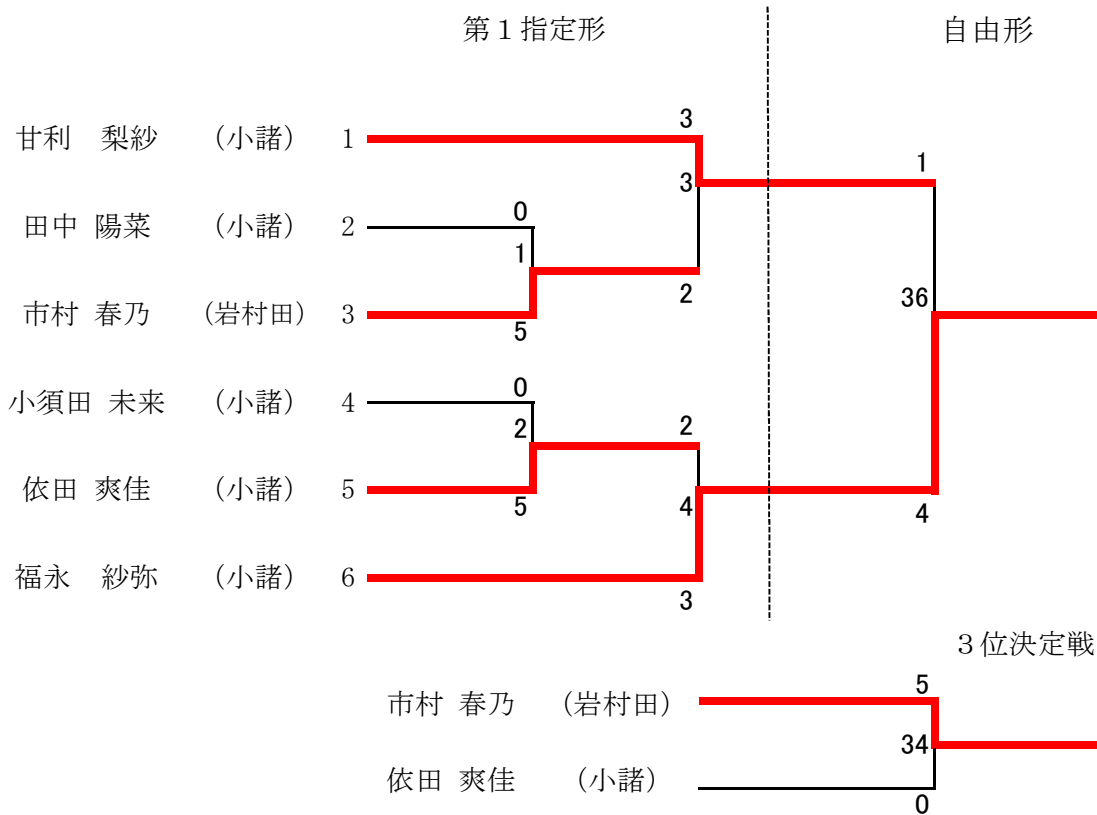 第１指定形 自由形
3
甘利 梨紗 （小諸） 1
1
3
0
田中 陽菜 （小諸） 2
1
2
36
市村 春乃 （岩村田） 3
5
0
小須田 未来 （小諸） 4
2 2
依田 爽佳 （小諸） 5
5 4 4
福永 紗弥 （小諸） 6
3
３位決定戦
5
市村 春乃 （岩村田）
34
依田 爽佳 （小諸）
0